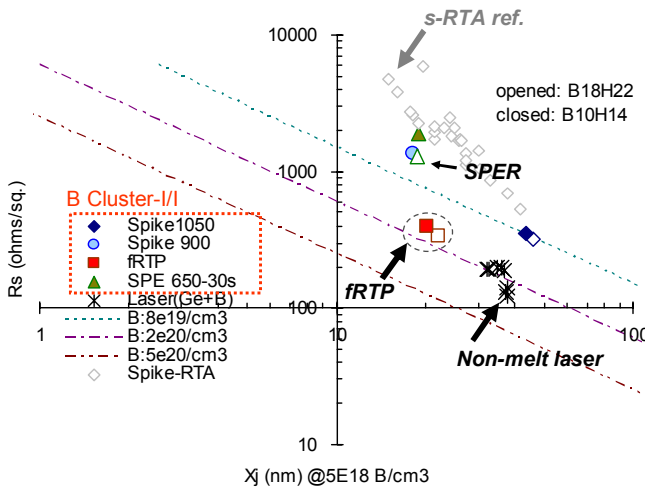 10000
s-RTA ref.
opened: B18H22
closed: B10H14
1000
SPER
B Cluster-I/I
Spike1050
Spike 900
fRTP
SPE 650-30s
Laser(Ge+B)
B:8e19/cm3
B:2e20/cm3
B:5e20/cm3
Spike-RTA
fRTP
Non-melt laser
100
1
10
100
10
Rs (ohms/sq.)
Xj (nm) @5E18 B/cm3